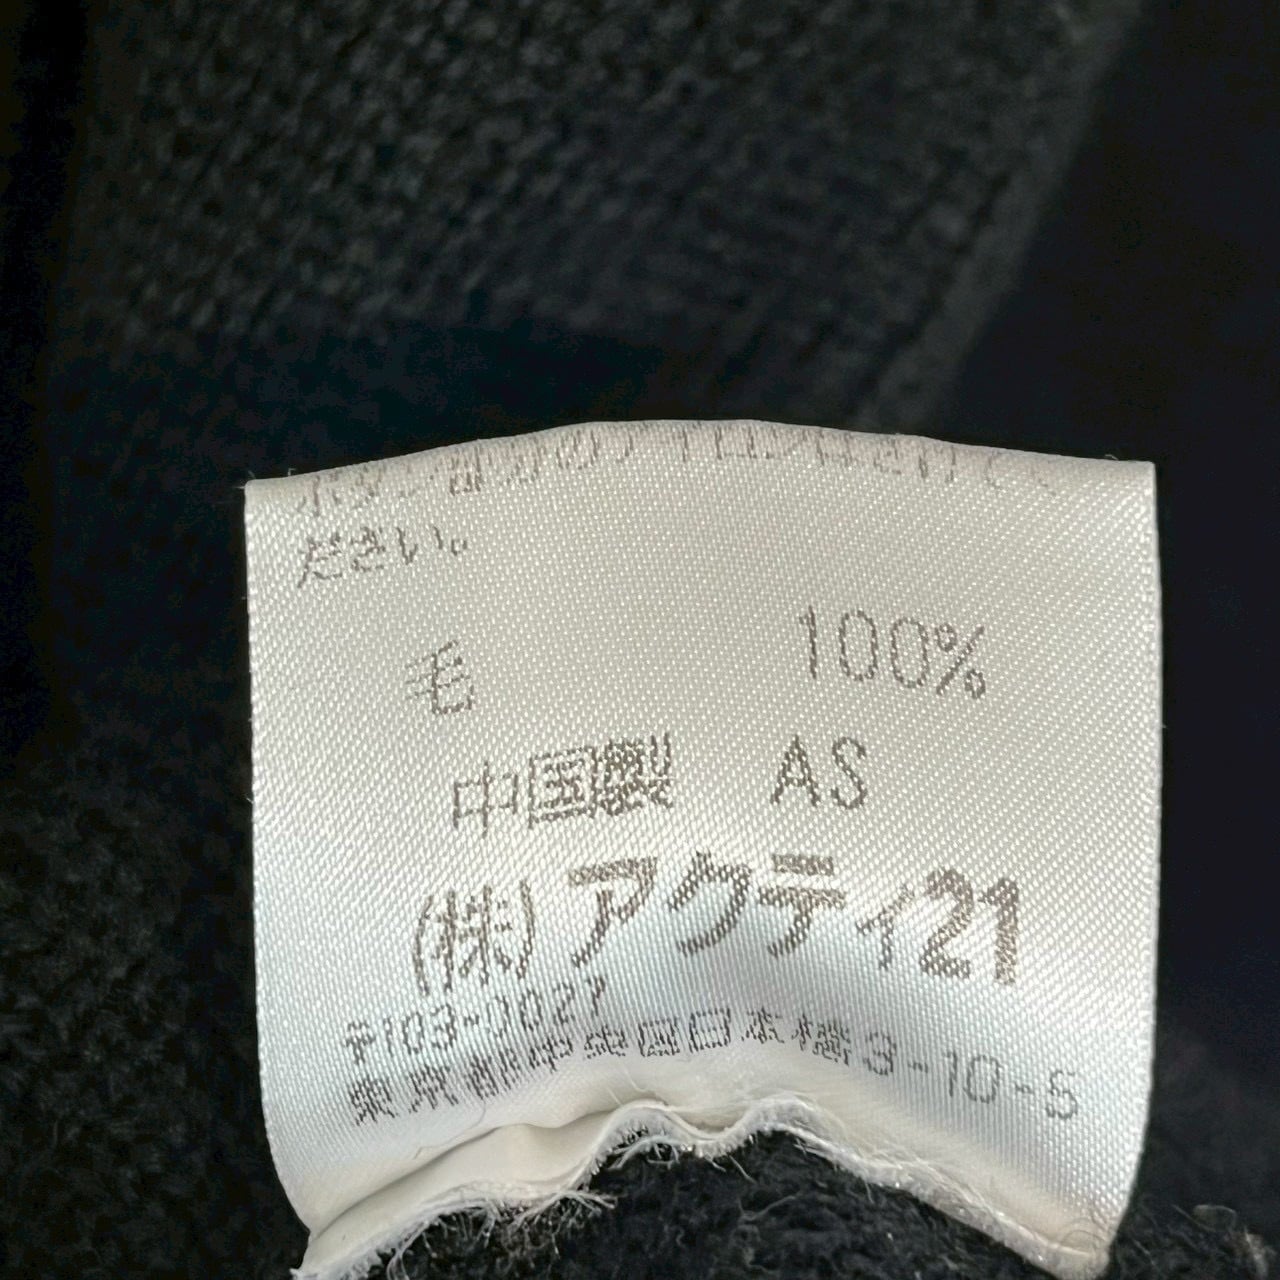 ださい。
毛 100%
中国製 AS
(株)アクティ21
〒103-0027
東京都中央区日本橋3-10-5